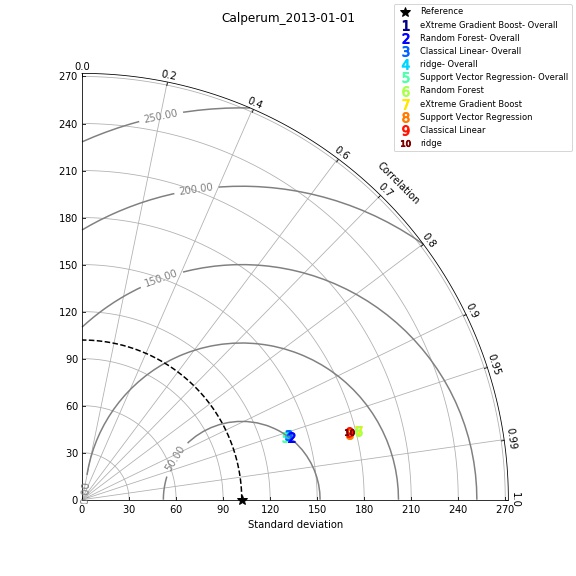 Calperum_2013-01-01
Reference
1 eXtreme Gradient Boost- Overall
2 Random Forest- Overall
3 Classical Linear- Overall
4 ridge- Overall
5 Support Vector Regression- Overall
6 Random Forest
7 eXtreme Gradient Boost
8 Support Vector Regression
9 Classical Linear
10 ridge
0.0
0.2
0.4
0.6
Correlation
0.7
0.8
0.9
0.95
0.99
1.0
270
240
210
180
150
120
90
60
30
0
250.00
200.00
150.00
50.00
2
10
6
0 30 60 90 120 150 180 210 240 270
Standard deviation